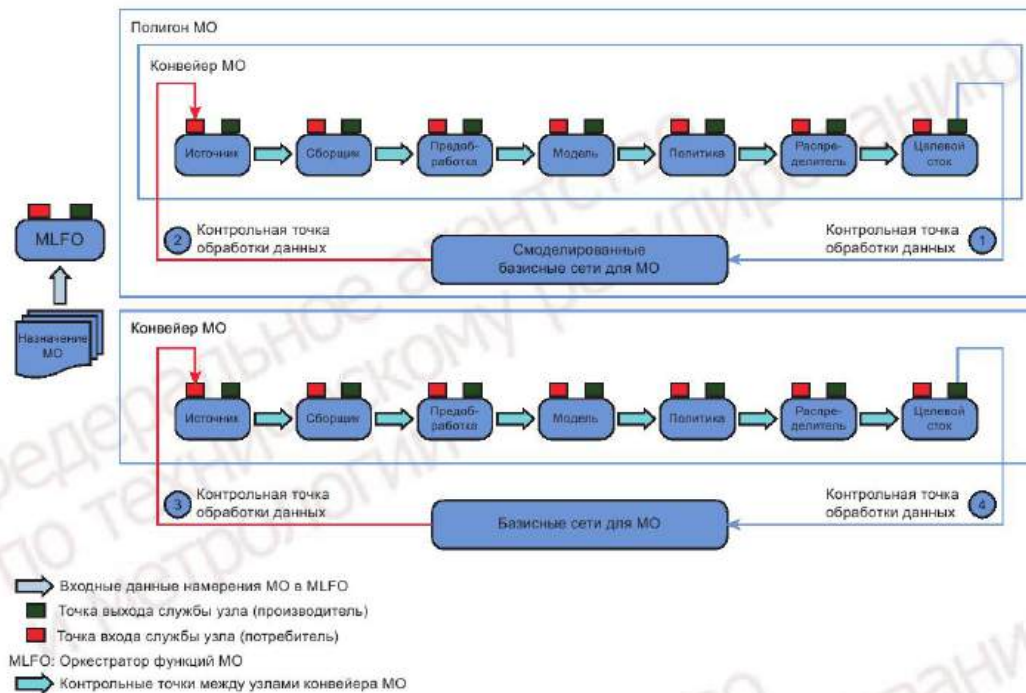 Полигон МО
Конвейер МО
Источник
Сборщик
Предоб-
работка
Модель
Политика
Распре-
делитель
Целевой
сток
2
Контрольная точка
обработки данных
Смоделированные
базисные сети для МО
Контрольная точка
обработки данных
1
MLFO
Назначение
МО
Конвейер МО
Источник
Сборщик
Предоб-
работка
Модель
Политика
Распре-
делитель
Целевой
сток
3
Контрольная точка
обработки данных
Базисные сети для МО
Контрольная точка
обработки данных
4
Входные данные намерения МО в MLFO
Точка выхода службы узла (производитель)
Точка входа службы узла (потребитель)
MLFO: Оркестратор функций МО
Контрольные точки между узлами конвейера МО